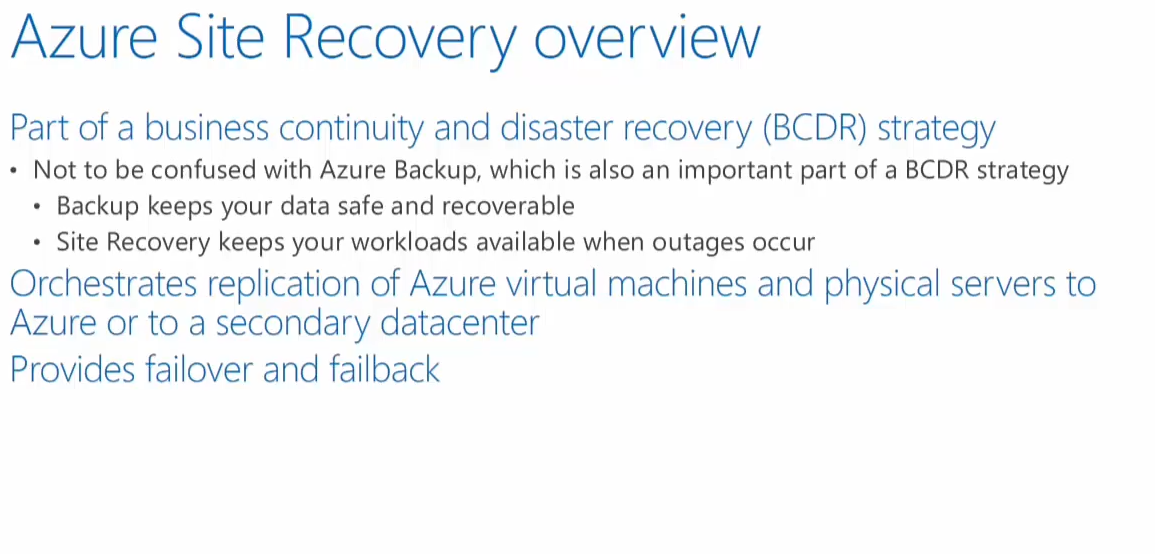 Azure Site Recovery overview
Part of a business continuity and disaster recovery (BCDR) strategy
• Not to be confused with Azure Backup, which is also an important part of a BCDR strategy
• Backup keeps your data safe and recoverable
• Site Recovery keeps your workloads available when outages occur
Orchestrates replication of Azure virtual machines and physical servers to
Azure or to a secondary datacenter
Provides failover and failback